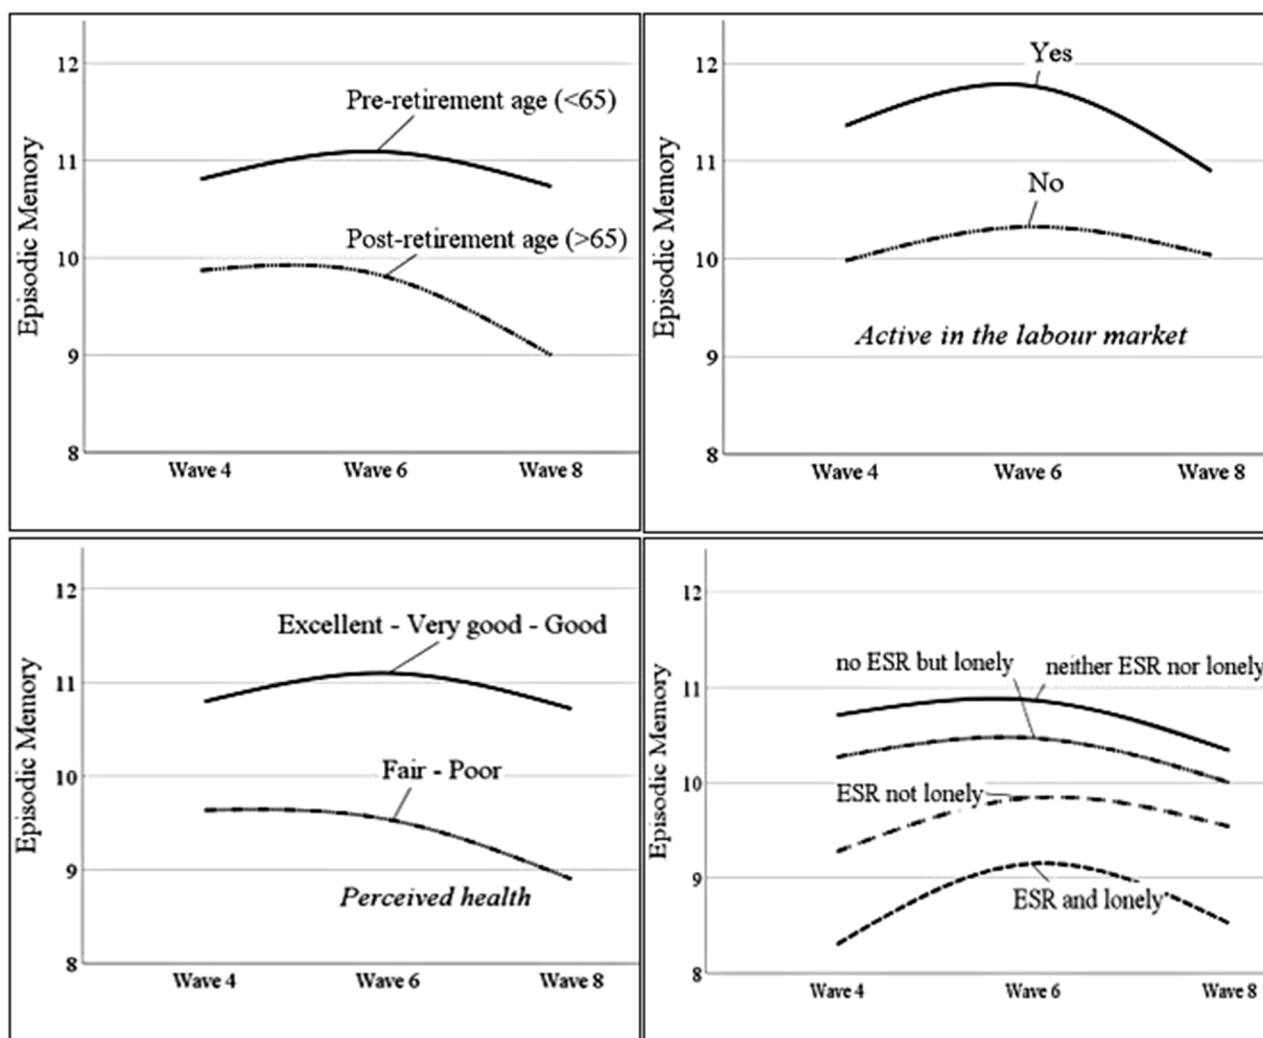 12
Pre-retirement age (<65)
11
Post-retirement age (>65)
10
9
8
Episodic Memory
Wave 4 Wave 6 Wave 8
12
Yes
11
No
10
Active in the labour market
9
8
Episodic Memory
Wave 4 Wave 6 Wave 8
12
Excellent - Very good - Good
11
Fair - Poor
10
9
Perceived health
8
Episodic Memory
Wave 4 Wave 6 Wave 8
12
no ESR but lonely neither ESR nor lonely
11
10
ESR not lonely
9
ESR and lonely
8
Episodic Memory
Wave 4 Wave 6 Wave 8